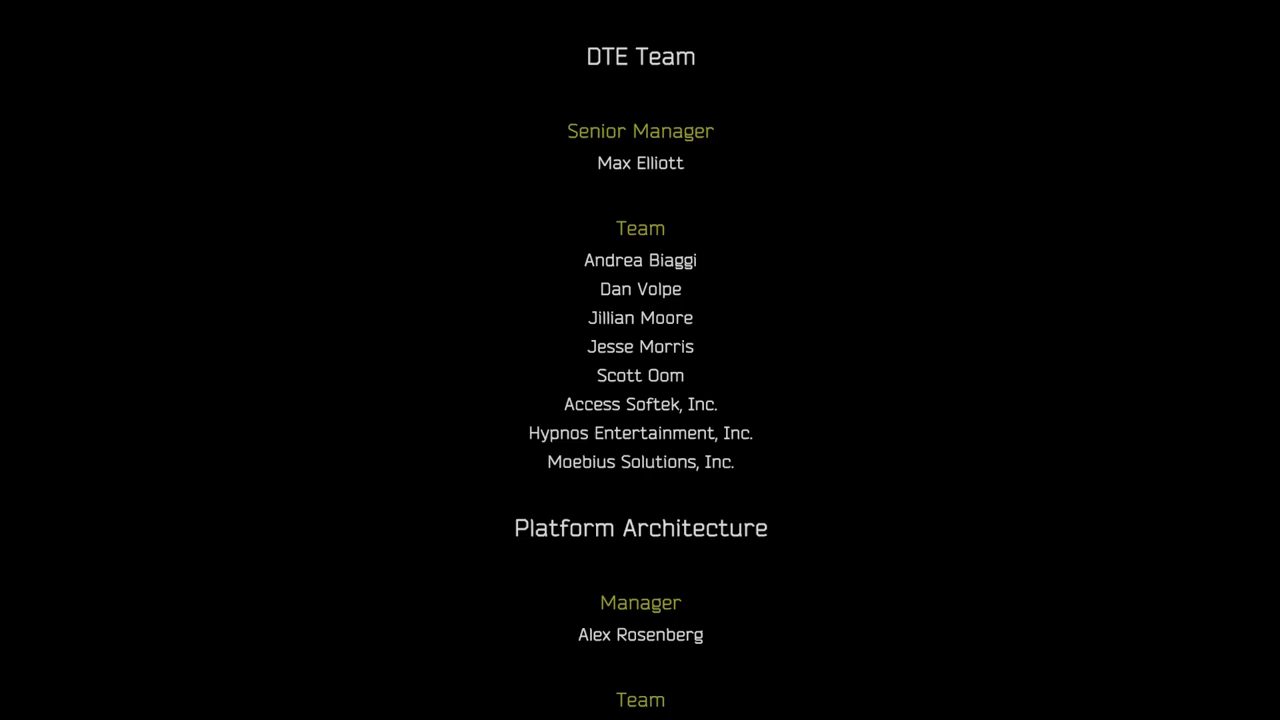 DTE Team
Senior Manager
Max Elliott
Team
Andrea Biaggi
Dan Volpe
Jillian Moore
Jesse Morris
Scott Oom
Access Softek, Inc.
Hypnos Entertainment, Inc.
Moebius Solutions, Inc.
Platform Architecture
Manager
Alex Rosenberg
Team